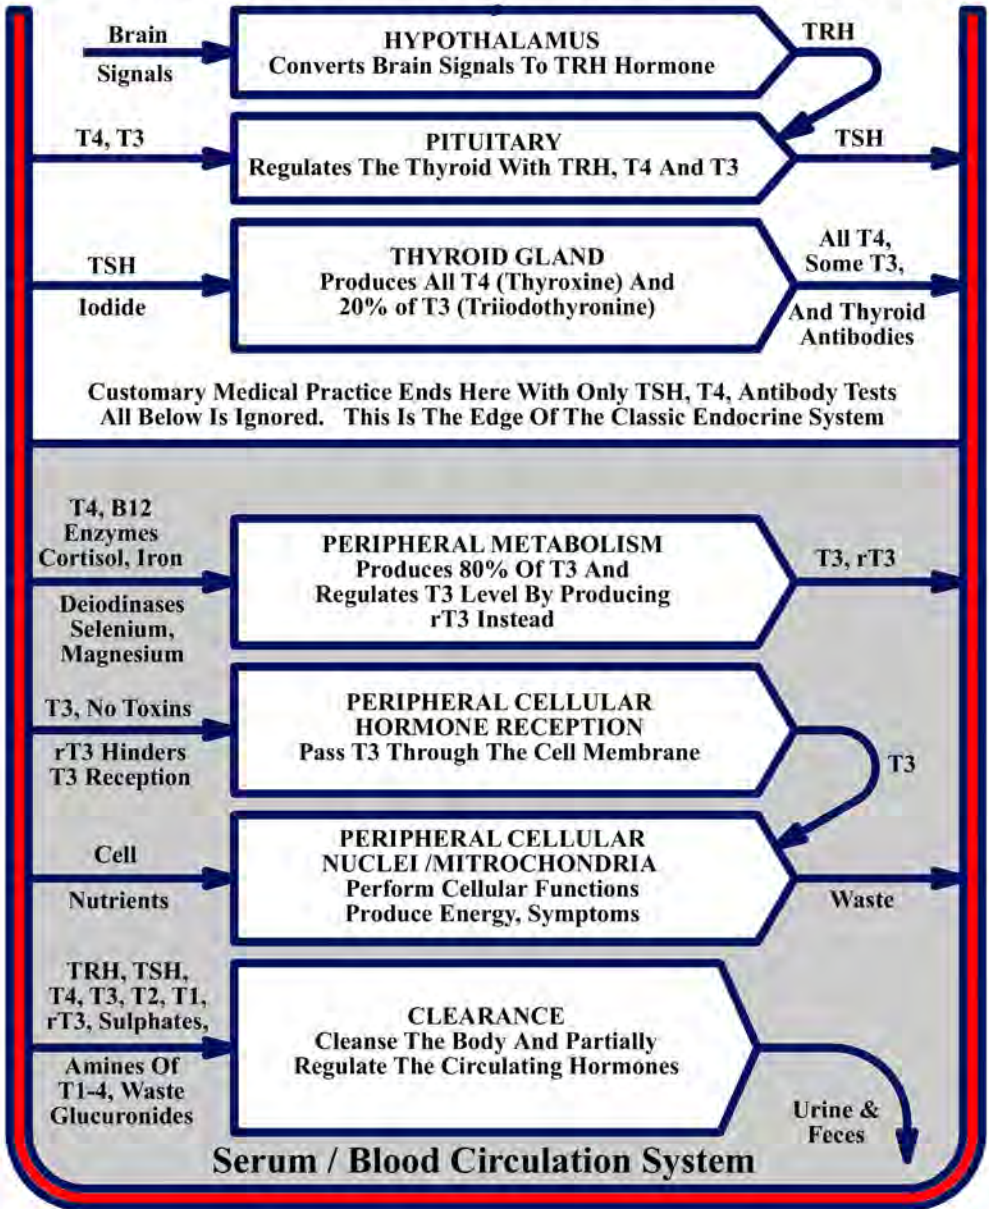 Brain
Signals
HYPOTHALAMUS
Converts Brain Signals To TRH Hormone
TRH
T4, T3
PITUITARY
Regulates The Thyroid With TRH, T4 And T3
TSH
TSH
Iodide
THYROID GLAND
Produces All T4 (Thyroxine) And
20% of T3 (Triiodothyronine)
All T4,
Some T3,
And Thyroid
Antibodies
Customary Medical Practice Ends Here With Only TSH, T4, Antibody Tests
All Below Is Ignored. This Is The Edge Of The Classic Endocrine System
T4, B12
Enzymes
Cortisol, Iron
Deiodinases
Selenium,
Magnesium
PERIPHERAL METABOLISM
Produces 80% Of T3 And
Regulates T3 Level By Producing
rT3 Instead
T3, rT3
T3, No Toxins
rT3 Hinders
T3 Reception
PERIPHERAL CELLULAR
HORMONE RECEPTION
Pass T3 Through The Cell Membrane
T3
Cell
Nutrients
PERIPHERAL CELLULAR
NUCLEI /MITROCHONDRIA
Perform Cellular Functions
Produce Energy, Symptoms
Waste
TRH, TSH,
T4, T3, T2, T1,
rT3, Sulphates,
Amines Of
T1-4, Waste
Glucuronides
CLEARANCE
Cleanse The Body And Partially
Regulate The Circulating Hormones
Urine &
Feces
Serum / Blood Circulation System